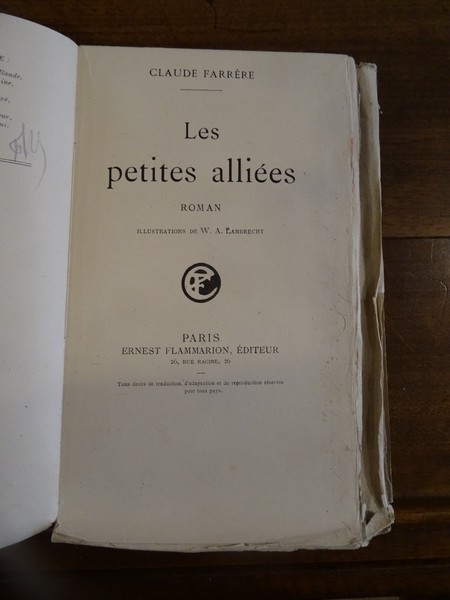 CLAUDE FARRÈRE
Les
petites alliées
ROMAN
ILLUSTRATIONS DE W. A. LAMBRECHT
PARIS
ERNEST FLAMMARION, ÉDITEUR
26, RUE RACINE, 26
Tous droits de traduction, d'adaptation et de reproduction réservés
pour tous pays.